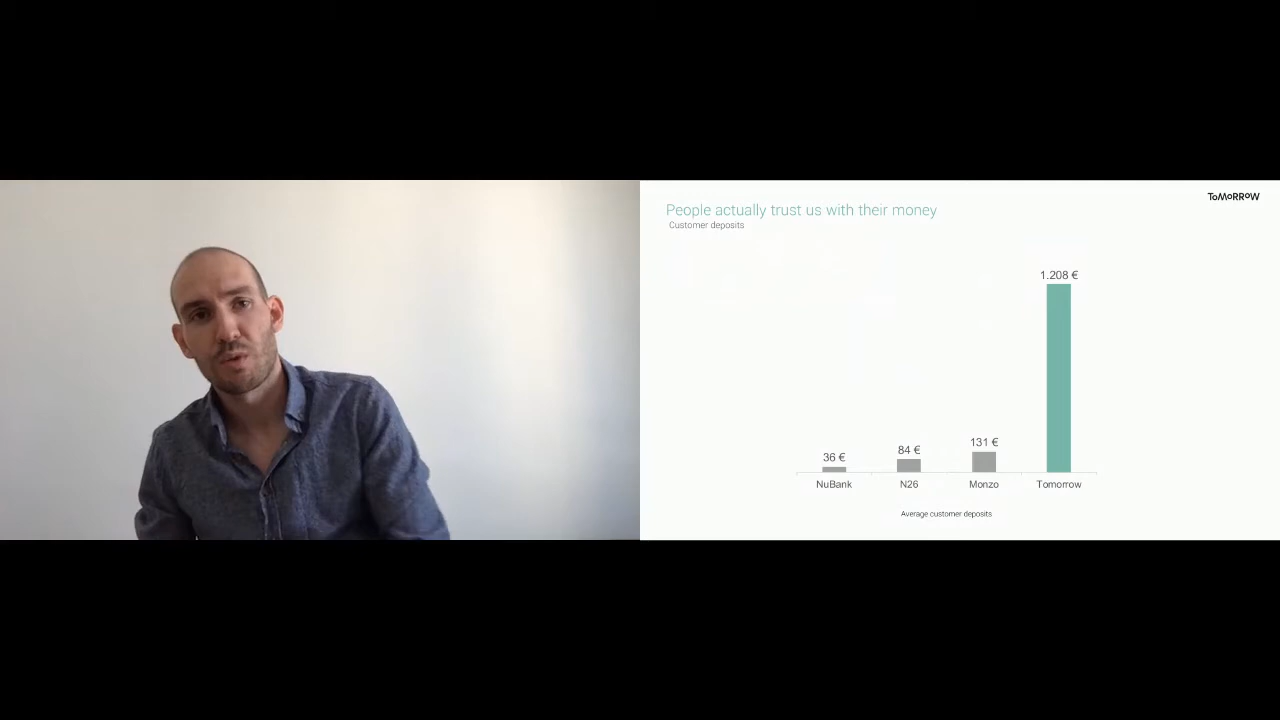 ToMoRRoW
People actually trust us with their money
Customer deposits
1.208 €
131 €
84 €
36 €
NuBank
N26
Monzo
Tomorrow
Average customer deposits